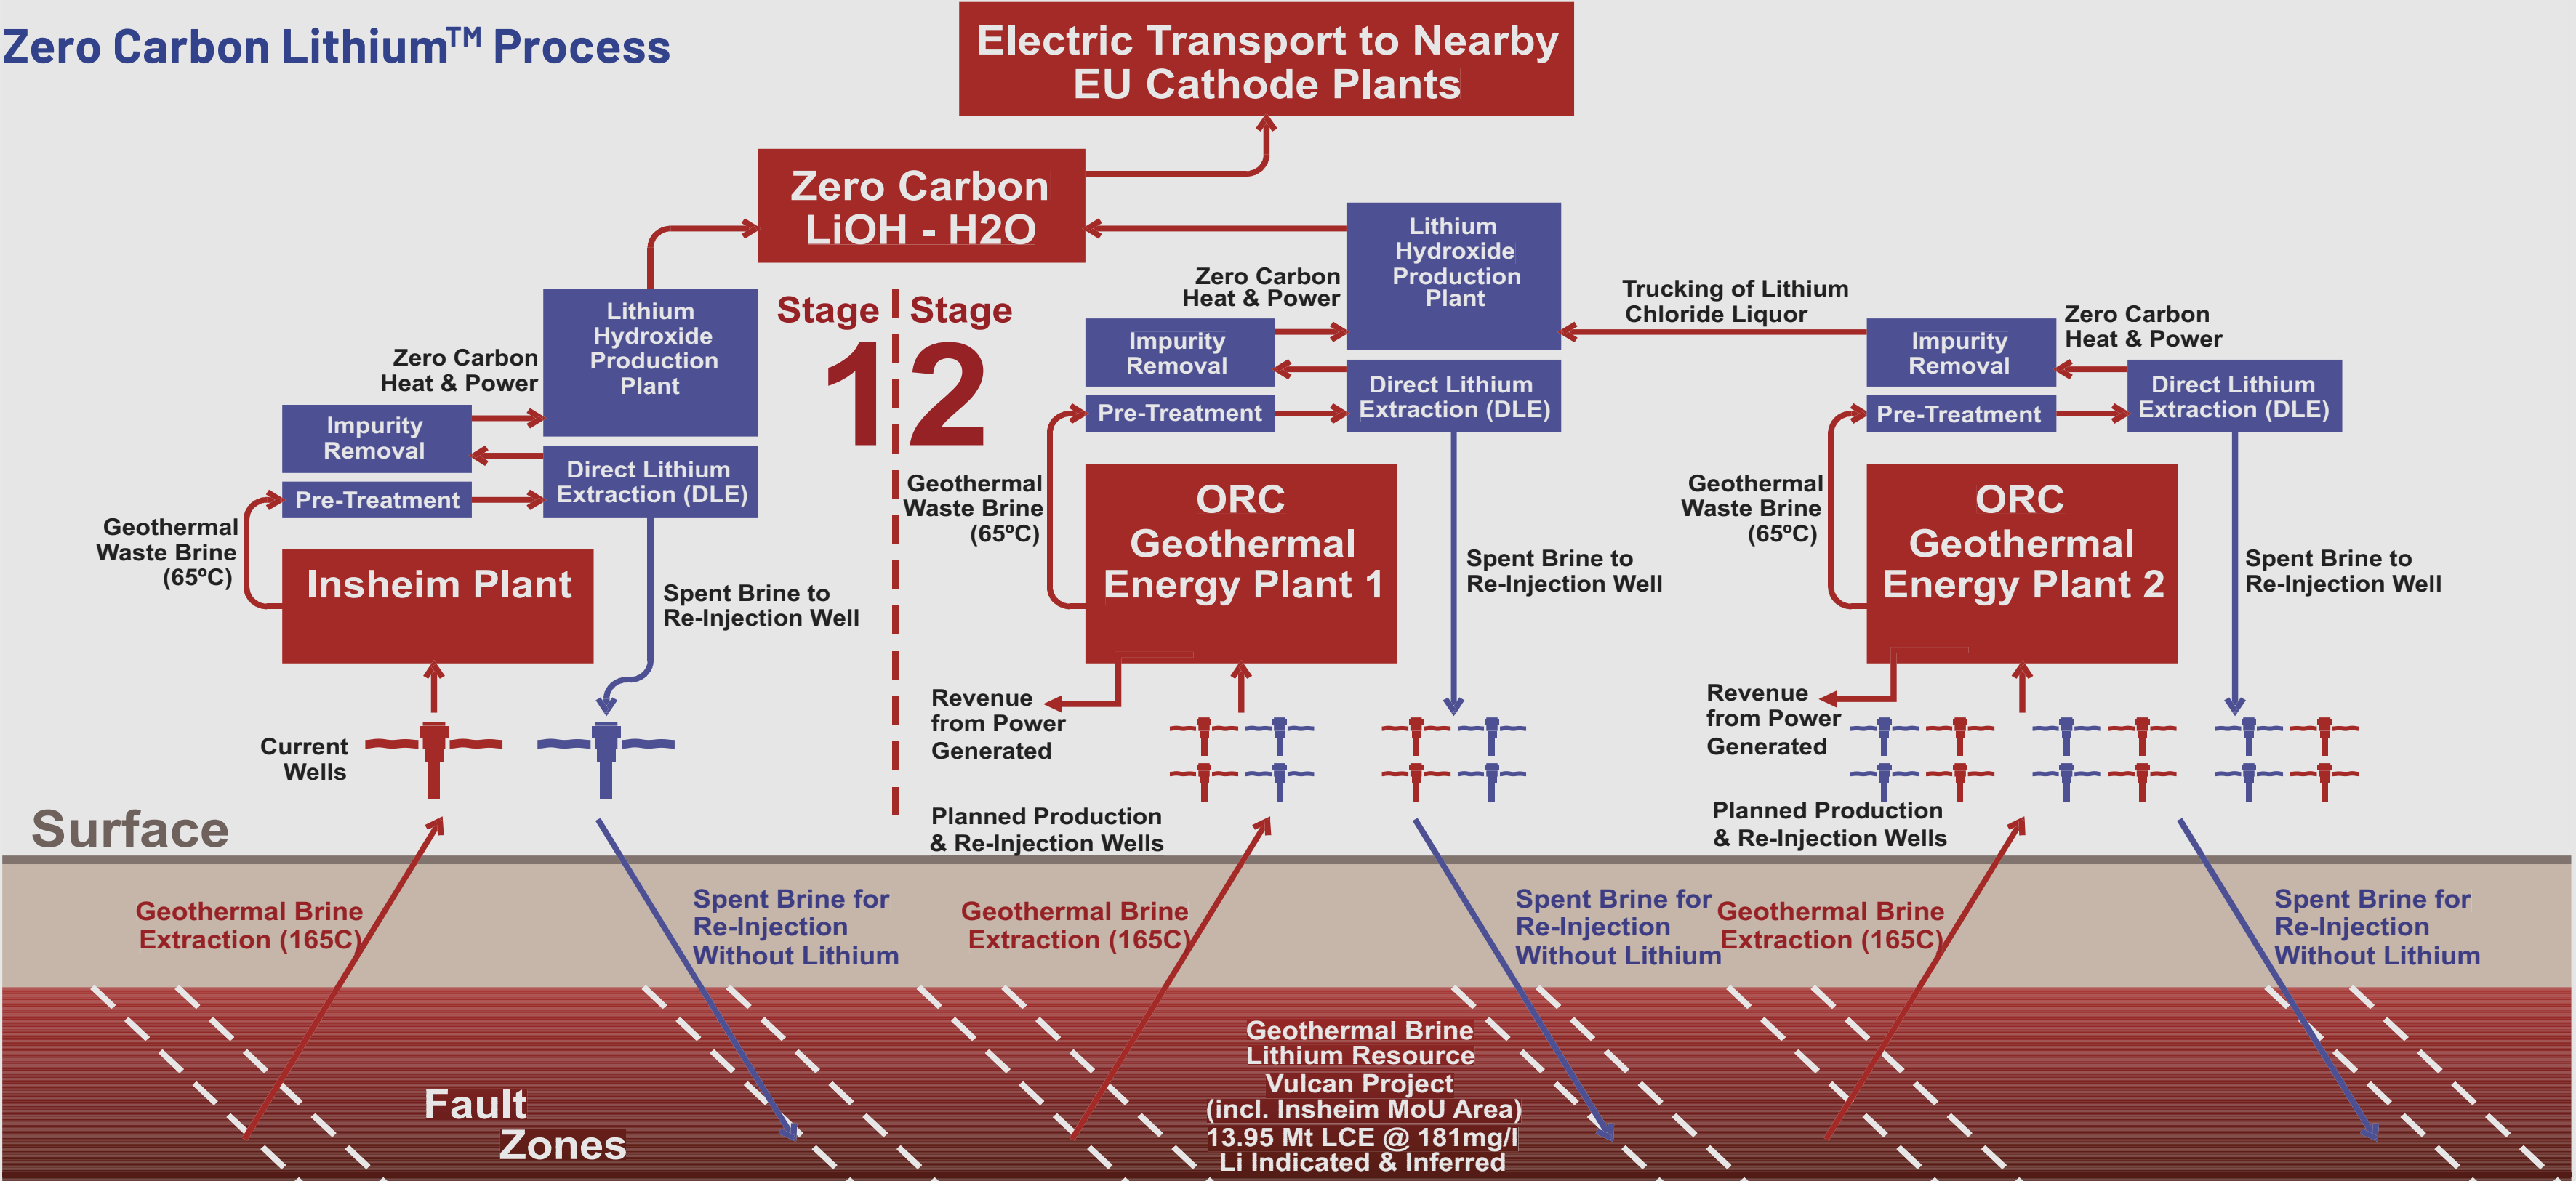 Zero Carbon Lithium™ Process
Electric Transport to Nearby
EU Cathode Plants
Zero Carbon
LiOH - H2O
Stage
1
Stage
2
Lithium
Hydroxide
Production
Plant
Zero Carbon
Heat & Power
Impurity
Removal
Pre-Treatment
Direct Lithium
Extraction (DLE)
Geothermal
Waste Brine
(65ºC)
Insheim Plant
Spent Brine to
Re-Injection Well
Current
Wells
Lithium
Hydroxide
Production
Plant
Zero Carbon
Heat & Power
Impurity
Removal
Pre-Treatment
Direct Lithium
Extraction (DLE)
Geothermal
Waste Brine
(65ºC)
ORC
Geothermal
Energy Plant 1
Spent Brine to
Re-Injection Well
Revenue
from Power
Generated
Planned Production
& Re-Injection Wells
Trucking of Lithium
Chloride Liquor
Zero Carbon
Heat & Power
Impurity
Removal
Pre-Treatment
Direct Lithium
Extraction (DLE)
Geothermal
Waste Brine
(65ºC)
ORC
Geothermal
Energy Plant 2
Spent Brine to
Re-Injection Well
Revenue
from Power
Generated
Planned Production
& Re-Injection Wells
Surface
Geothermal Brine
Extraction (165C)
Spent Brine for
Re-Injection
Without Lithium
Geothermal Brine
Extraction (165C)
Spent Brine for
Re-Injection
Without Lithium
Geothermal Brine
Extraction (165C)
Spent Brine for
Re-Injection
Without Lithium
Fault
Zones
Geothermal Brine
Lithium Resource
Vulcan Project
(incl. Insheim MoU Area)
13.95 Mt LCE @ 181mg/l
Li Indicated & Inferred